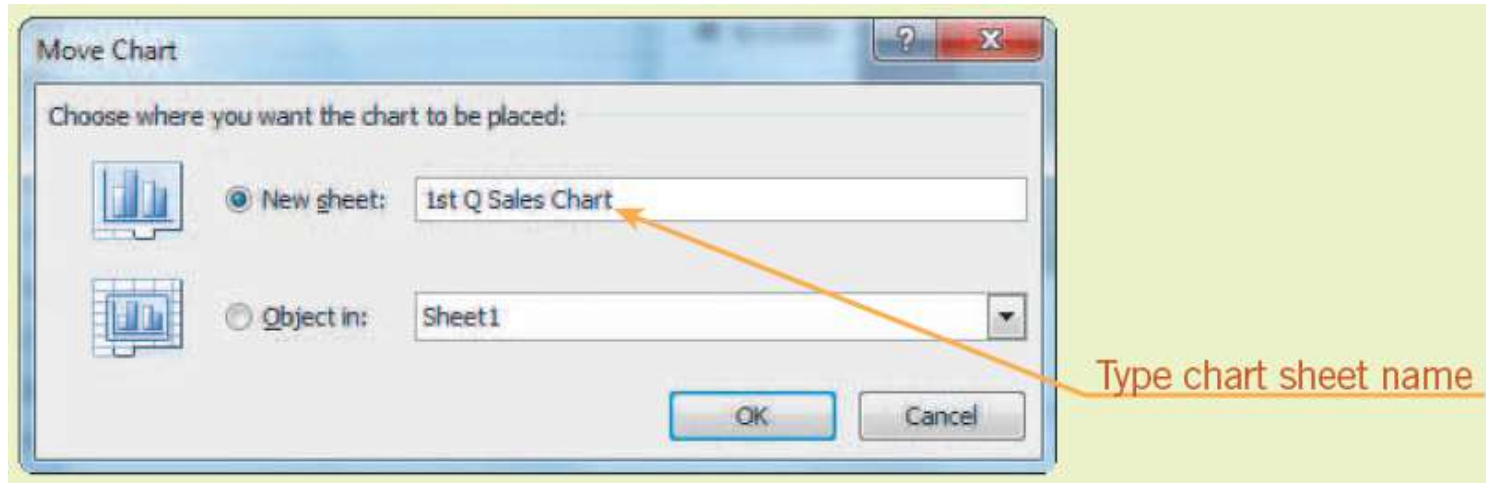 Move Chart
Choose where you want the chart to be placed:
New sheet: 1st Q Sales Chart
Object in: Sheet1
Type chart sheet name
OK Cancel